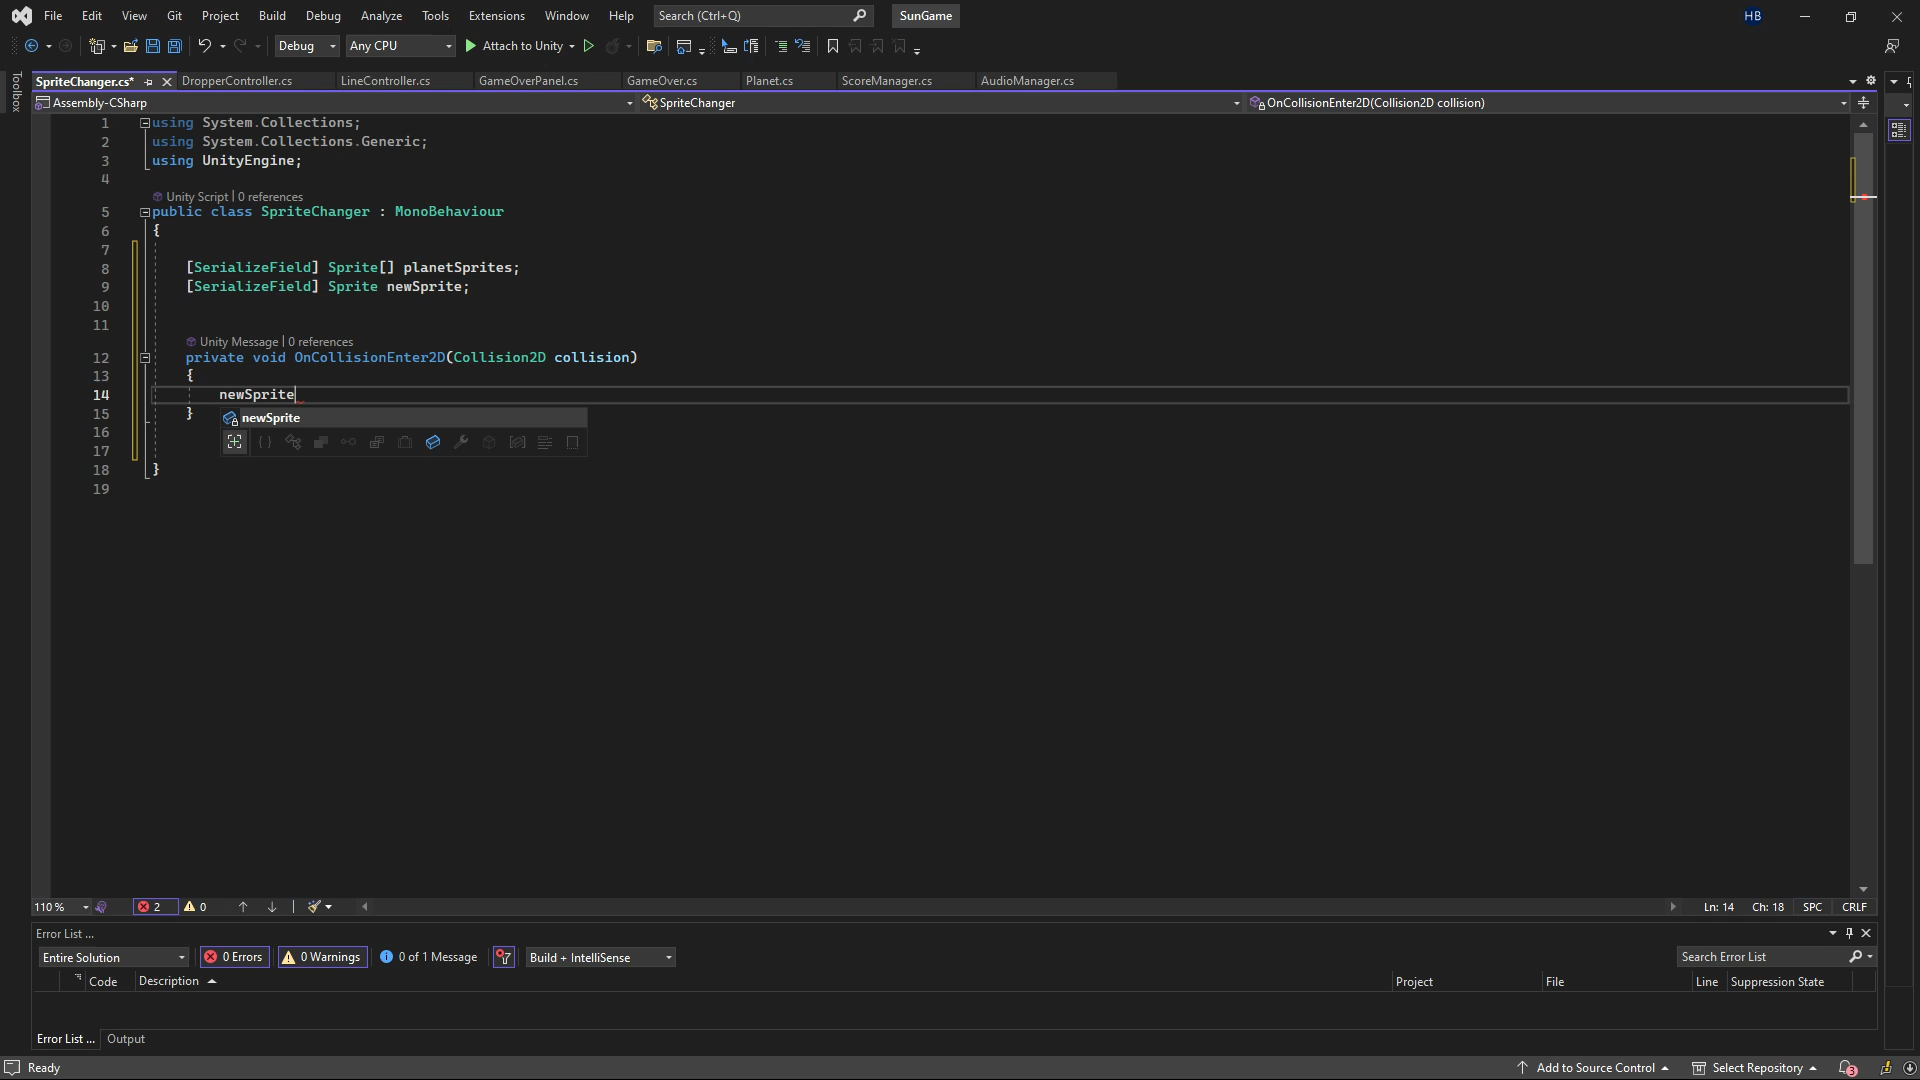 File Edit View Git Project Build Debug Analyze Tools Extensions Window Help Search (Ctrl+Q) SunGame HB
Debug Any CPU Attach to Unity
Toolbox
SpriteChanger.cs* DropperController.cs LineController.cs GameOverPanel.cs GameOver.cs Planet.cs ScoreManager.cs AudioManager.cs
Assembly-CSharp SpriteChanger OnCollisionEnter2D(Collision2D collision)
1 using System.Collections;
2 using System.Collections.Generic;
3 using UnityEngine;
4
Unity Script | 0 references
5 public class SpriteChanger : MonoBehaviour
6 {
7
8 [SerializeField] Sprite[] planetSprites;
9 [SerializeField] Sprite newSprite;
10
11
Unity Message | 0 references
12 private void OnCollisionEnter2D(Collision2D collision)
13 {
14 newSprite
15 }
newSprite
16
17
18 }
19
110 % 2 0 Ln: 14 Ch: 18 SPC CRLF
Error List ...
Entire Solution 0 Errors 0 Warnings 0 of 1 Message Build + IntelliSense Search Error List
Code Description Project File Line Suppression State
Error List ... Output
Ready Add to Source Control Select Repository 3